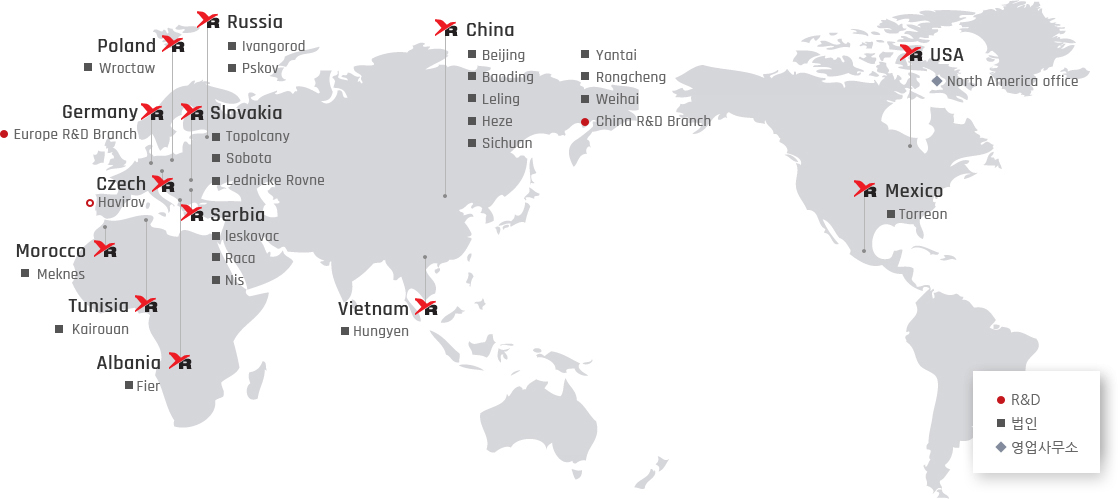 Russia
Ivangorod
Pskov
Poland
Wroctaw
Germany
Europe R&D Branch
Slovakia
Topolcany
Sobota
Lednicke Rovne
Czech
Havirov
Serbia
leskovac
Raca
Nis
Morocco
Meknes
Tunisia
Kairouan
Albania
Fier
China
Beijing
Baoding
Leling
Heze
Sichuan
Yantai
Rongcheng
Weihai
China R&D Branch
Vietnam
Hungyen
USA
North America office
Mexico
Torreon
R&D
법인
영업사무소